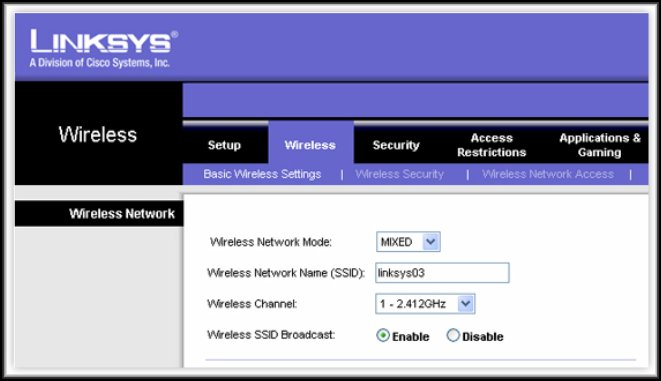 LINKSYS®
A Division of Cisco Systems, Inc.
Wireless
Setup Wireless Security Access Restrictions Applications & Gaming
Basic Wireless Settings | Wireless Security | Wireless Network Access |
Wireless Network
Wireless Network Mode: MIXED
Wireless Network Name (SSID): linksys03
Wireless Channel: 1 - 2.412GHz
Wireless SSID Broadcast: Enable Disable